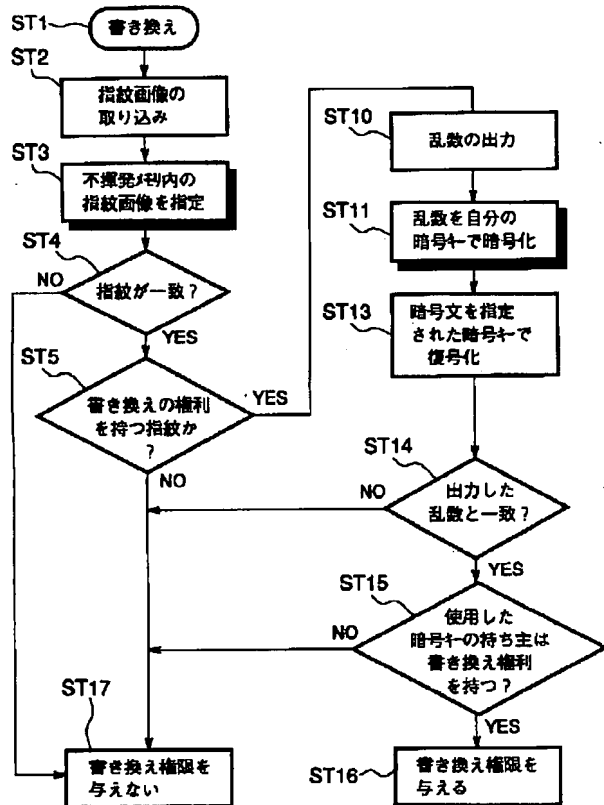 ST1
書き換え
ST2
指紋画像の
取り込み
ST3
不揮発メモリ内の
指紋画像を指定
ST4
NO
指紋が一致？
YES
ST5
書き換えの権利
を持つ指紋か
？
YES
NO
ST10
乱数の出力
ST11
乱数を自分の
暗号キーで暗号化
ST13
暗号文を指定
された暗号キーで
復号化
ST14
NO
出力した
乱数と一致？
YES
ST15
NO
使用した
暗号キーの持ち主は
書き換え権利
を持つ？
YES
ST17
書き換え権限を
与えない
ST16
書き換え権限を
与える